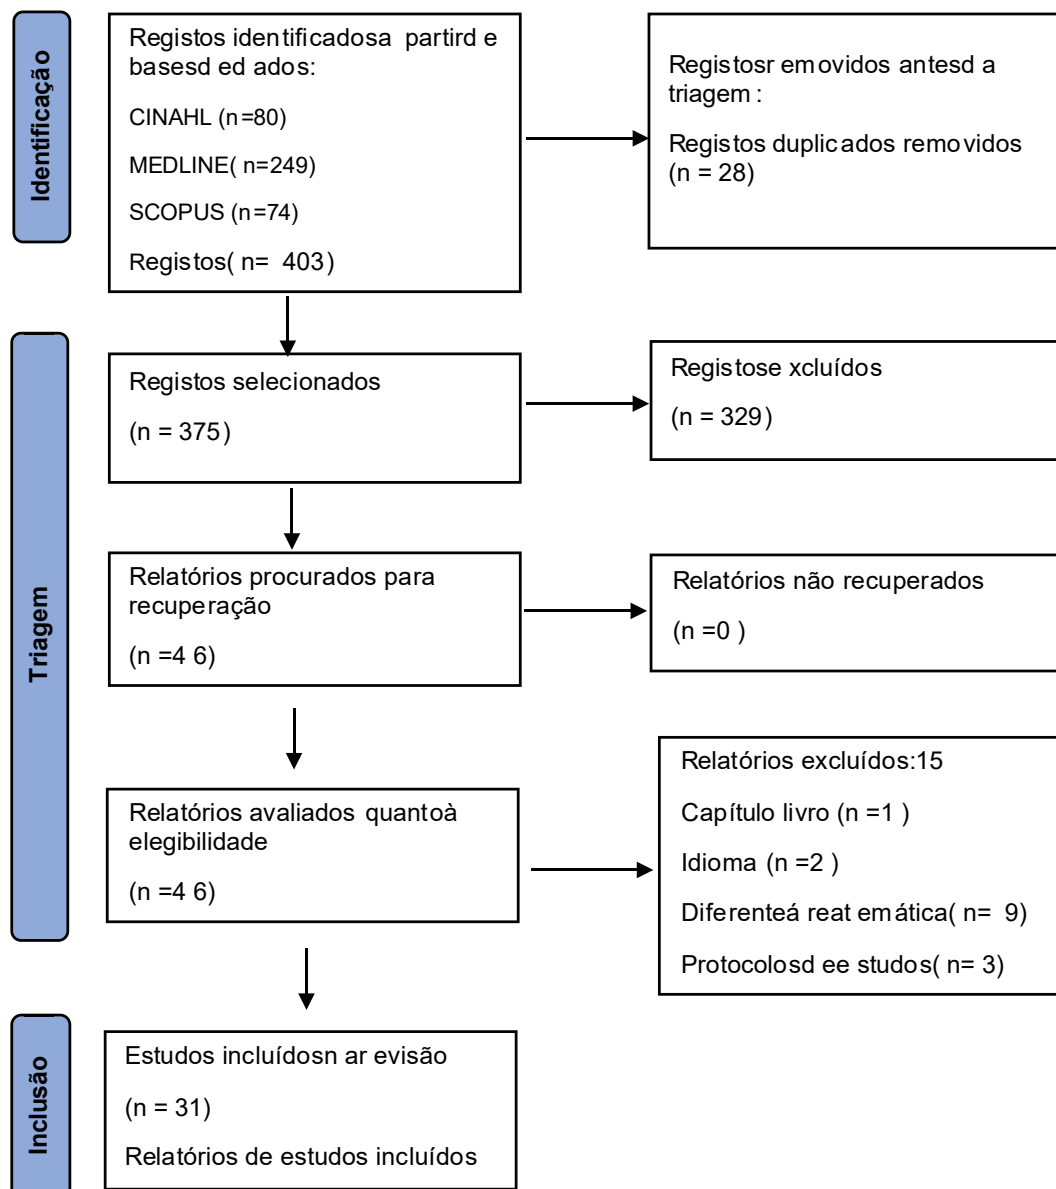 Identificação
Registos identificadosa partird e
basesd ed ados:
CINAHL (n=80)
MEDLINE( n=249)
SCOPUS (n=74)
Registos( n= 403)
Registosr emovidos antesd a
triagem :
Registos duplicados removidos
(n = 28)
Triagem
Registos selecionados
(n = 375)
Registose xcluídos
(n = 329)
Relatórios procurados para
recuperação
(n =4 6)
Relatórios não recuperados
(n =0 )
Relatórios avaliados quantoà
elegibilidade
(n =4 6)
Relatórios excluídos:15
Capítulo livro (n =1 )
Idioma (n =2 )
Diferenteá reat emática( n= 9)
Protocolosd ee studos( n= 3)
Inclusão
Estudos incluídosn ar evisão
(n = 31)
Relatórios de estudos incluídos